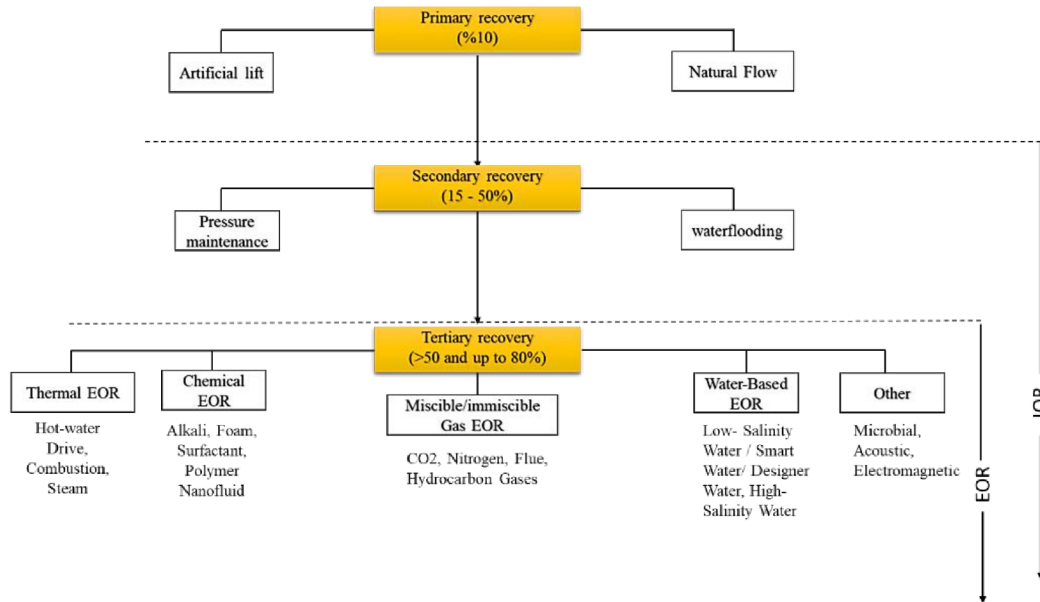 Primary recovery
(%10)
Artificial lift
Natural Flow
Secondary recovery
(15 - 50%)
Pressure
maintenance
waterflooding
Tertiary recovery
(>50 and up to 80%)
Thermal EOR
Hot-water
Drive,
Combustion,
Steam
Chemical
EOR
Alkali, Foam,
Surfactant,
Polymer
Nanofluid
Miscible/immiscible
Gas EOR
CO2, Nitrogen, Flue,
Hydrocarbon Gases
Water-Based
EOR
Low- Salinity
Water / Smart
Water/ Designer
Water, High-
Salinity Water
Other
Microbial,
Acoustic,
Electromagnetic
EOR
IOR